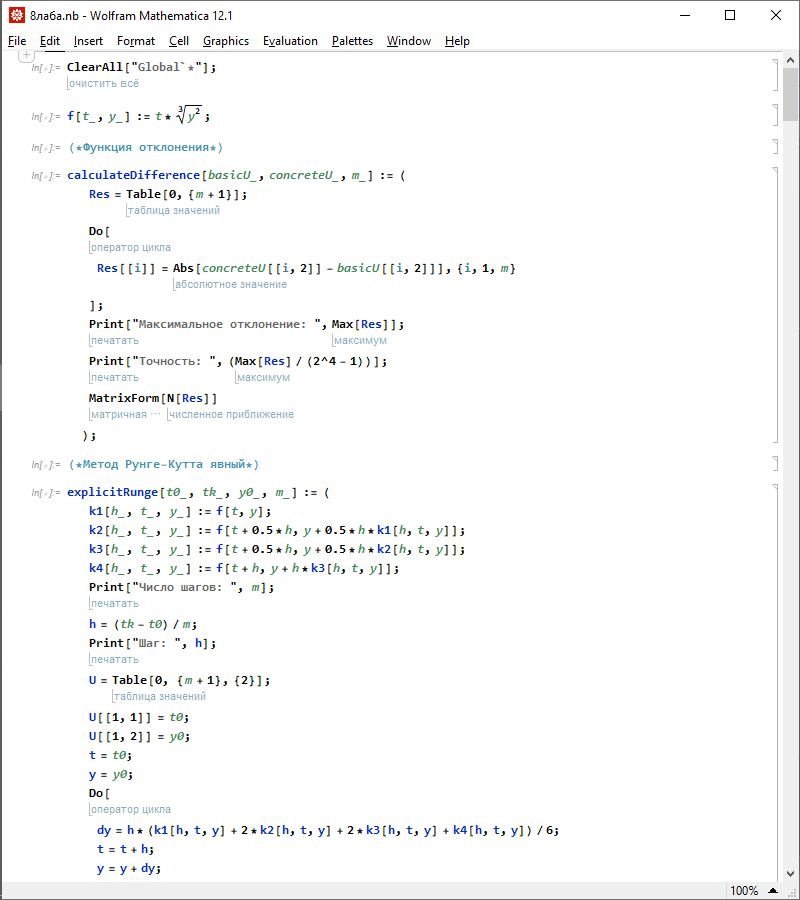 8лаба.nb - Wolfram Mathematica 12.1
File Edit Insert Format Cell Graphics Evaluation Palettes Window Help
In[•]:= ClearAll["Global`*"];
очистить всё
In[•]:= f[t_, y_] := t * ∛y² ;
In[•]:= (*Функция отклонения*)
In[•]:= calculateDifference[basicU_, concreteU_, m_] := (
Res = Table[0, {m + 1}];
таблица значений
Do[
оператор цикла
Res[[i]] = Abs[concreteU[[i, 2]] - basicU[[i, 2]]], {i, 1, m}
абсолютное значение
];
Print["Максимальное отклонение: ", Max[Res]];
печатать максимум
Print["Точность: ", (Max[Res] / (2^4 - 1))];
печатать максимум
MatrixForm[N[Res]]
матричная ⋯ численное приближение
);
In[•]:= (*Метод Рунге-Кутта явный*)
In[•]:= explicitRunge[t0_, tk_, y0_, m_] := (
k1[h_, t_, y_] := f[t, y];
k2[h_, t_, y_] := f[t + 0.5 * h, y + 0.5 * h * k1[h, t, y]];
k3[h_, t_, y_] := f[t + 0.5 * h, y + 0.5 * h * k2[h, t, y]];
k4[h_, t_, y_] := f[t + h, y + h * k3[h, t, y]];
Print["Число шагов: ", m];
печатать
h = (tk - t0) / m;
Print["Шаг: ", h];
печатать
U = Table[0, {m + 1}, {2}];
таблица значений
U[[1, 1]] = t0;
U[[1, 2]] = y0;
t = t0;
y = y0;
Do[
оператор цикла
dy = h * (k1[h, t, y] + 2 * k2[h, t, y] + 2 * k3[h, t, y] + k4[h, t, y]) / 6;
t = t + h;
y = y + dy;
100%